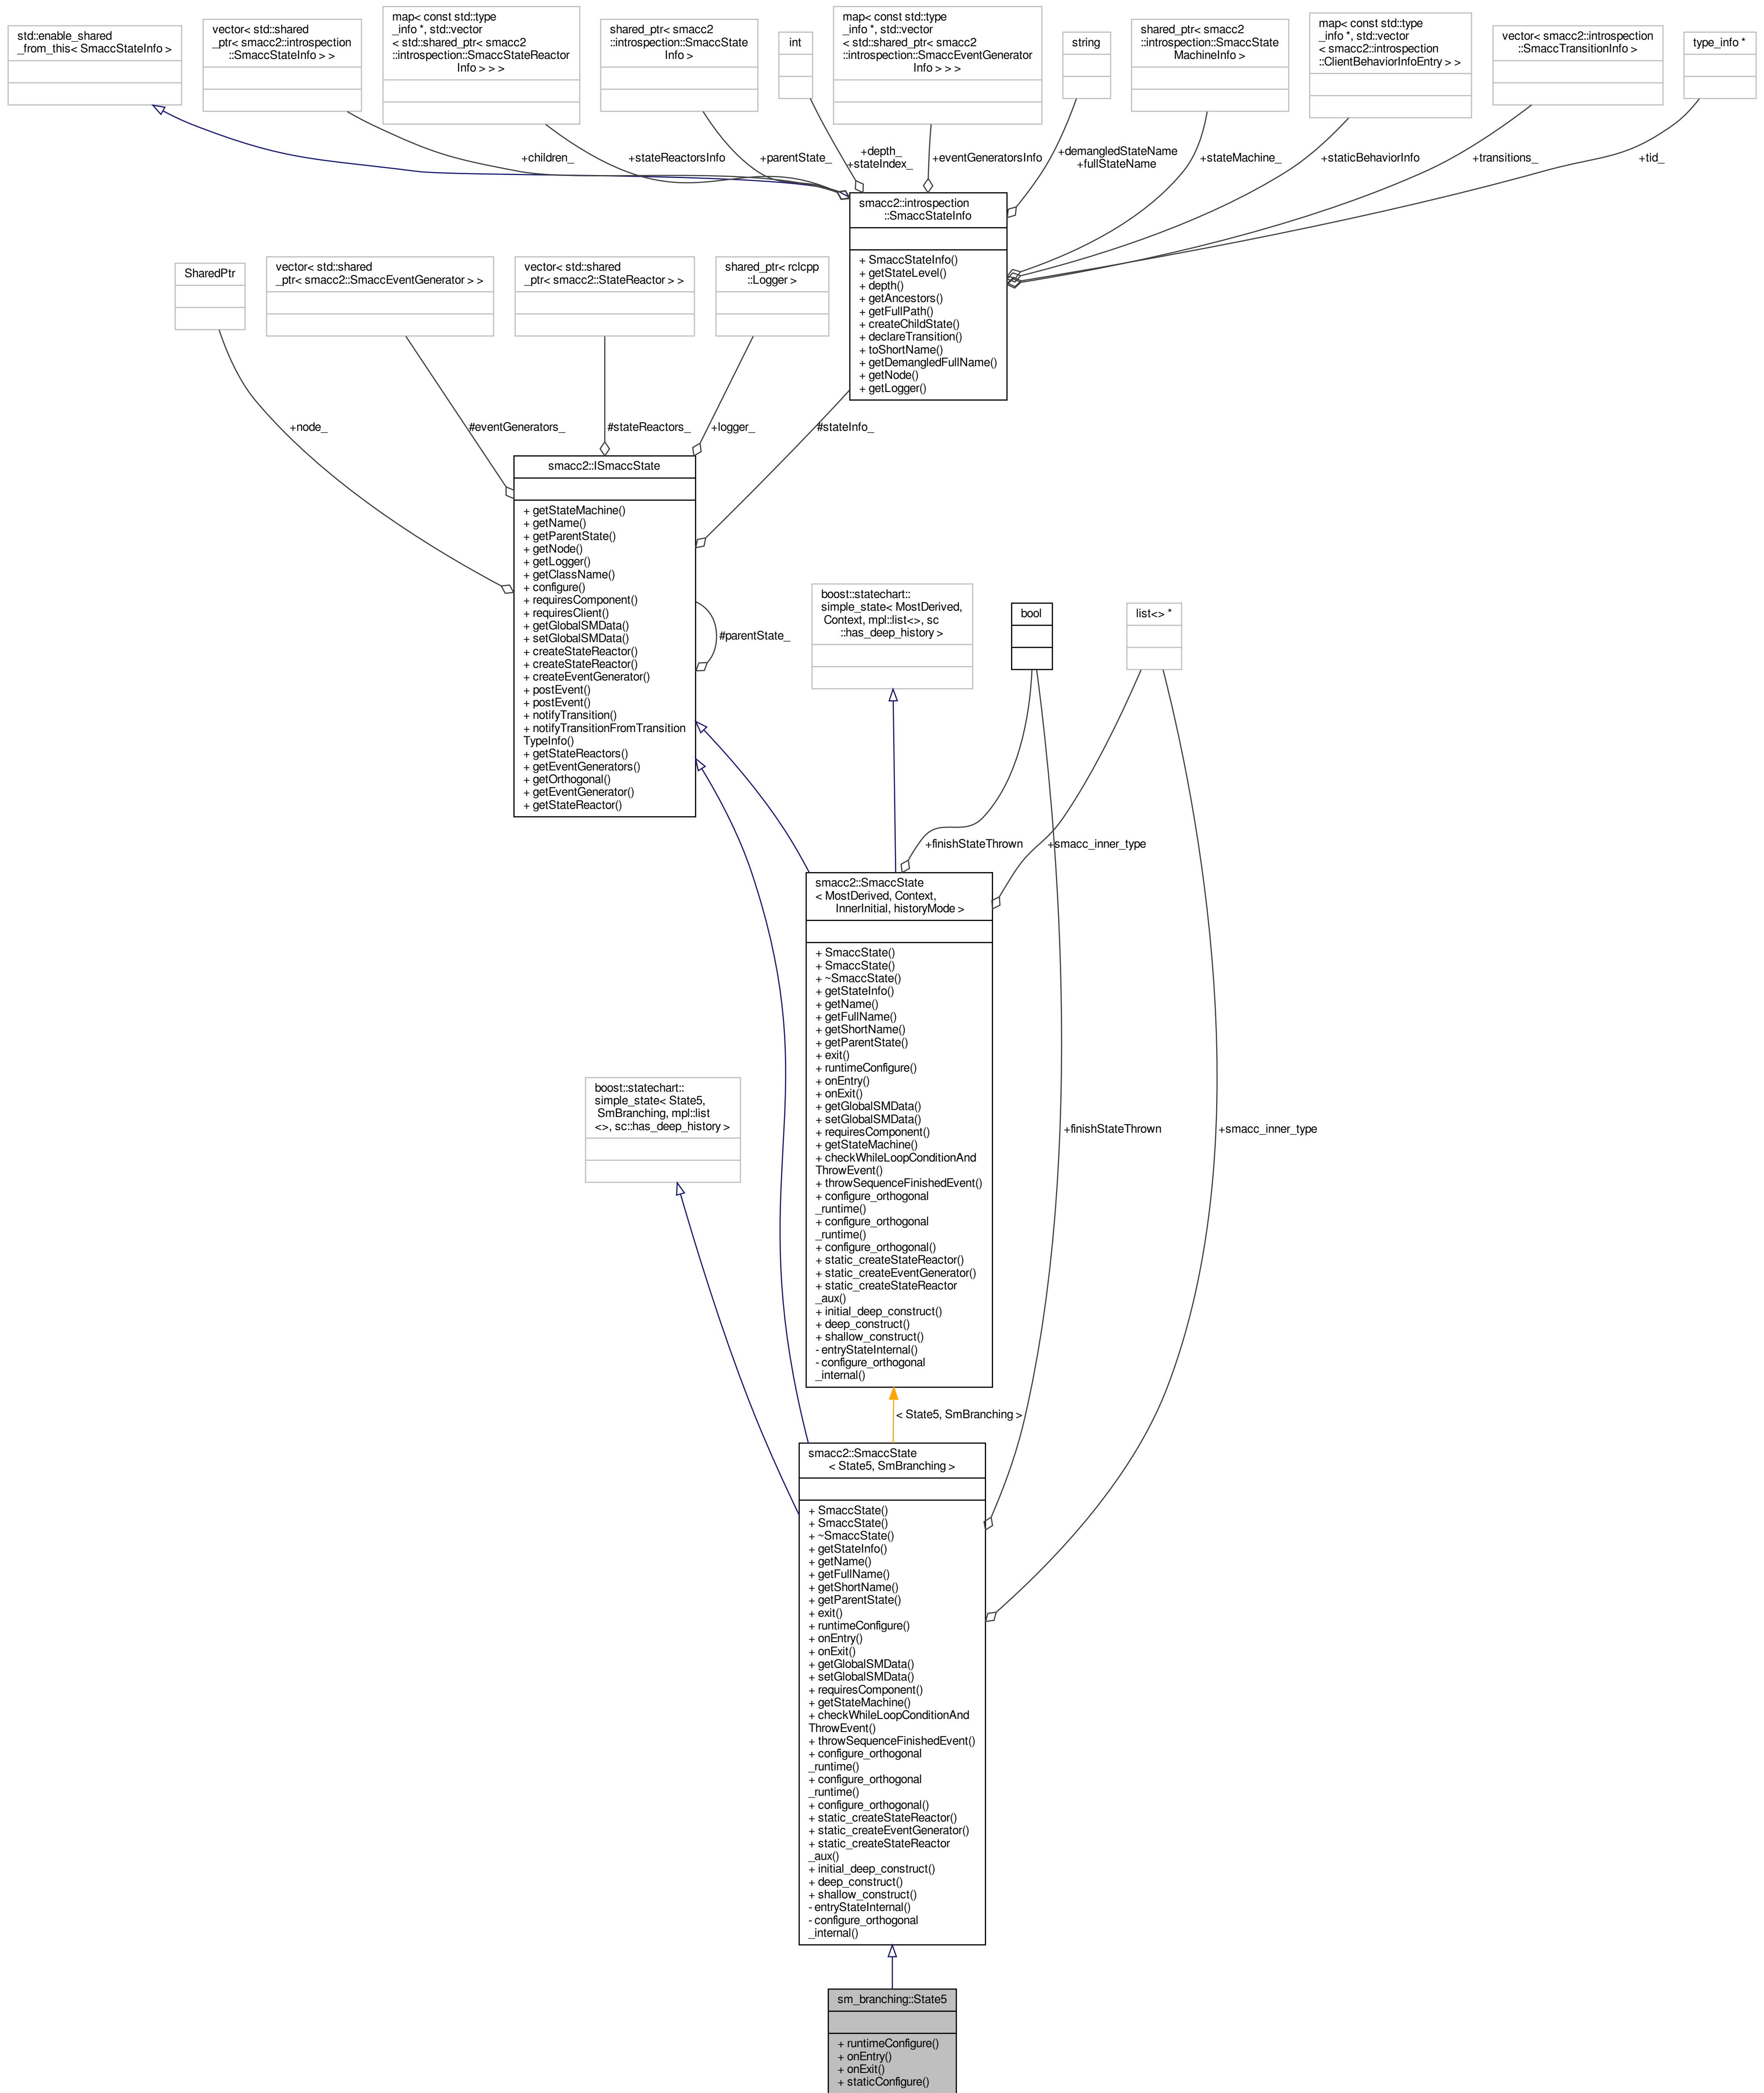 std::enable_shared
_from_this< SmaccStateInfo >
vector< std::shared
_ptr< smacc2::introspection
::SmaccStateInfo > >
map< const std::type
_info *, std::vector
< std::shared_ptr< smacc2
::introspection::SmaccStateReactor
Info > > >
shared_ptr< smacc2
::introspection::SmaccState
Info >
int
map< const std::type
_info *, std::vector
< std::shared_ptr< smacc2
::introspection::SmaccEventGenerator
Info > > >
string
shared_ptr< smacc2
::introspection::SmaccState
MachineInfo >
map< const std::type
_info *, std::vector
< smacc2::introspection
::ClientBehaviorInfoEntry > >
vector< smacc2::introspection
::SmaccTransitionInfo >
type_info *
+children_
+stateReactorsInfo
+parentState_
+depth_
+stateIndex_
+eventGeneratorsInfo
+demangledStateName
+fullStateName
+stateMachine_
+staticBehaviorInfo
+transitions_
+tid_
smacc2::introspection
::SmaccStateInfo
+ SmaccStateInfo()
+ getStateLevel()
+ depth()
+ getAncestors()
+ getFullPath()
+ createChildState()
+ declareTransition()
+ toShortName()
+ getDemangledFullName()
+ getNode()
+ getLogger()
SharedPtr
vector< std::shared
_ptr< smacc2::SmaccEventGenerator > >
vector< std::shared
_ptr< smacc2::StateReactor > >
shared_ptr< rclcpp
::Logger >
+node_
#eventGenerators_
#stateReactors_
+logger_
#stateInfo_
smacc2::ISmaccState
+ getStateMachine()
+ getName()
+ getParentState()
+ getNode()
+ getLogger()
+ getClassName()
+ configure()
+ requiresComponent()
+ requiresClient()
+ getGlobalSMData()
+ setGlobalSMData()
+ createStateReactor()
+ createStateReactor()
+ createEventGenerator()
+ postEvent()
+ postEvent()
+ notifyTransition()
+ notifyTransitionFromTransition
TypeInfo()
+ getStateReactors()
+ getEventGenerators()
+ getOrthogonal()
+ getEventGenerator()
+ getStateReactor()
#parentState_
boost::statechart::
simple_state< MostDerived,
Context, mpl::list<>, sc
::has_deep_history >
bool
list<> *
+finishStateThrown
+smacc_inner_type
smacc2::SmaccState
< MostDerived, Context,
InnerInitial, historyMode >
+ SmaccState()
+ SmaccState()
+ ~SmaccState()
+ getStateInfo()
+ getName()
+ getFullName()
+ getShortName()
+ getParentState()
+ exit()
+ runtimeConfigure()
+ onEntry()
+ onExit()
+ getGlobalSMData()
+ setGlobalSMData()
+ requiresComponent()
+ getStateMachine()
+ checkWhileLoopConditionAnd
ThrowEvent()
+ throwSequenceFinishedEvent()
+ configure_orthogonal
_runtime()
+ configure_orthogonal
_runtime()
+ configure_orthogonal()
+ static_createStateReactor()
+ static_createEventGenerator()
+ static_createStateReactor
_aux()
+ initial_deep_construct()
+ deep_construct()
+ shallow_construct()
- entryStateInternal()
- configure_orthogonal
_internal()
boost::statechart::
simple_state< State5,
SmBranching, mpl::list
<>, sc::has_deep_history >
+finishStateThrown
+smacc_inner_type
< State5, SmBranching >
smacc2::SmaccState
< State5, SmBranching >
+ SmaccState()
+ SmaccState()
+ ~SmaccState()
+ getStateInfo()
+ getName()
+ getFullName()
+ getShortName()
+ getParentState()
+ exit()
+ runtimeConfigure()
+ onEntry()
+ onExit()
+ getGlobalSMData()
+ setGlobalSMData()
+ requiresComponent()
+ getStateMachine()
+ checkWhileLoopConditionAnd
ThrowEvent()
+ throwSequenceFinishedEvent()
+ configure_orthogonal
_runtime()
+ configure_orthogonal
_runtime()
+ configure_orthogonal()
+ static_createStateReactor()
+ static_createEventGenerator()
+ static_createStateReactor
_aux()
+ initial_deep_construct()
+ deep_construct()
+ shallow_construct()
- entryStateInternal()
- configure_orthogonal
_internal()
sm_branching::State5
+ runtimeConfigure()
+ onEntry()
+ onExit()
+ staticConfigure()